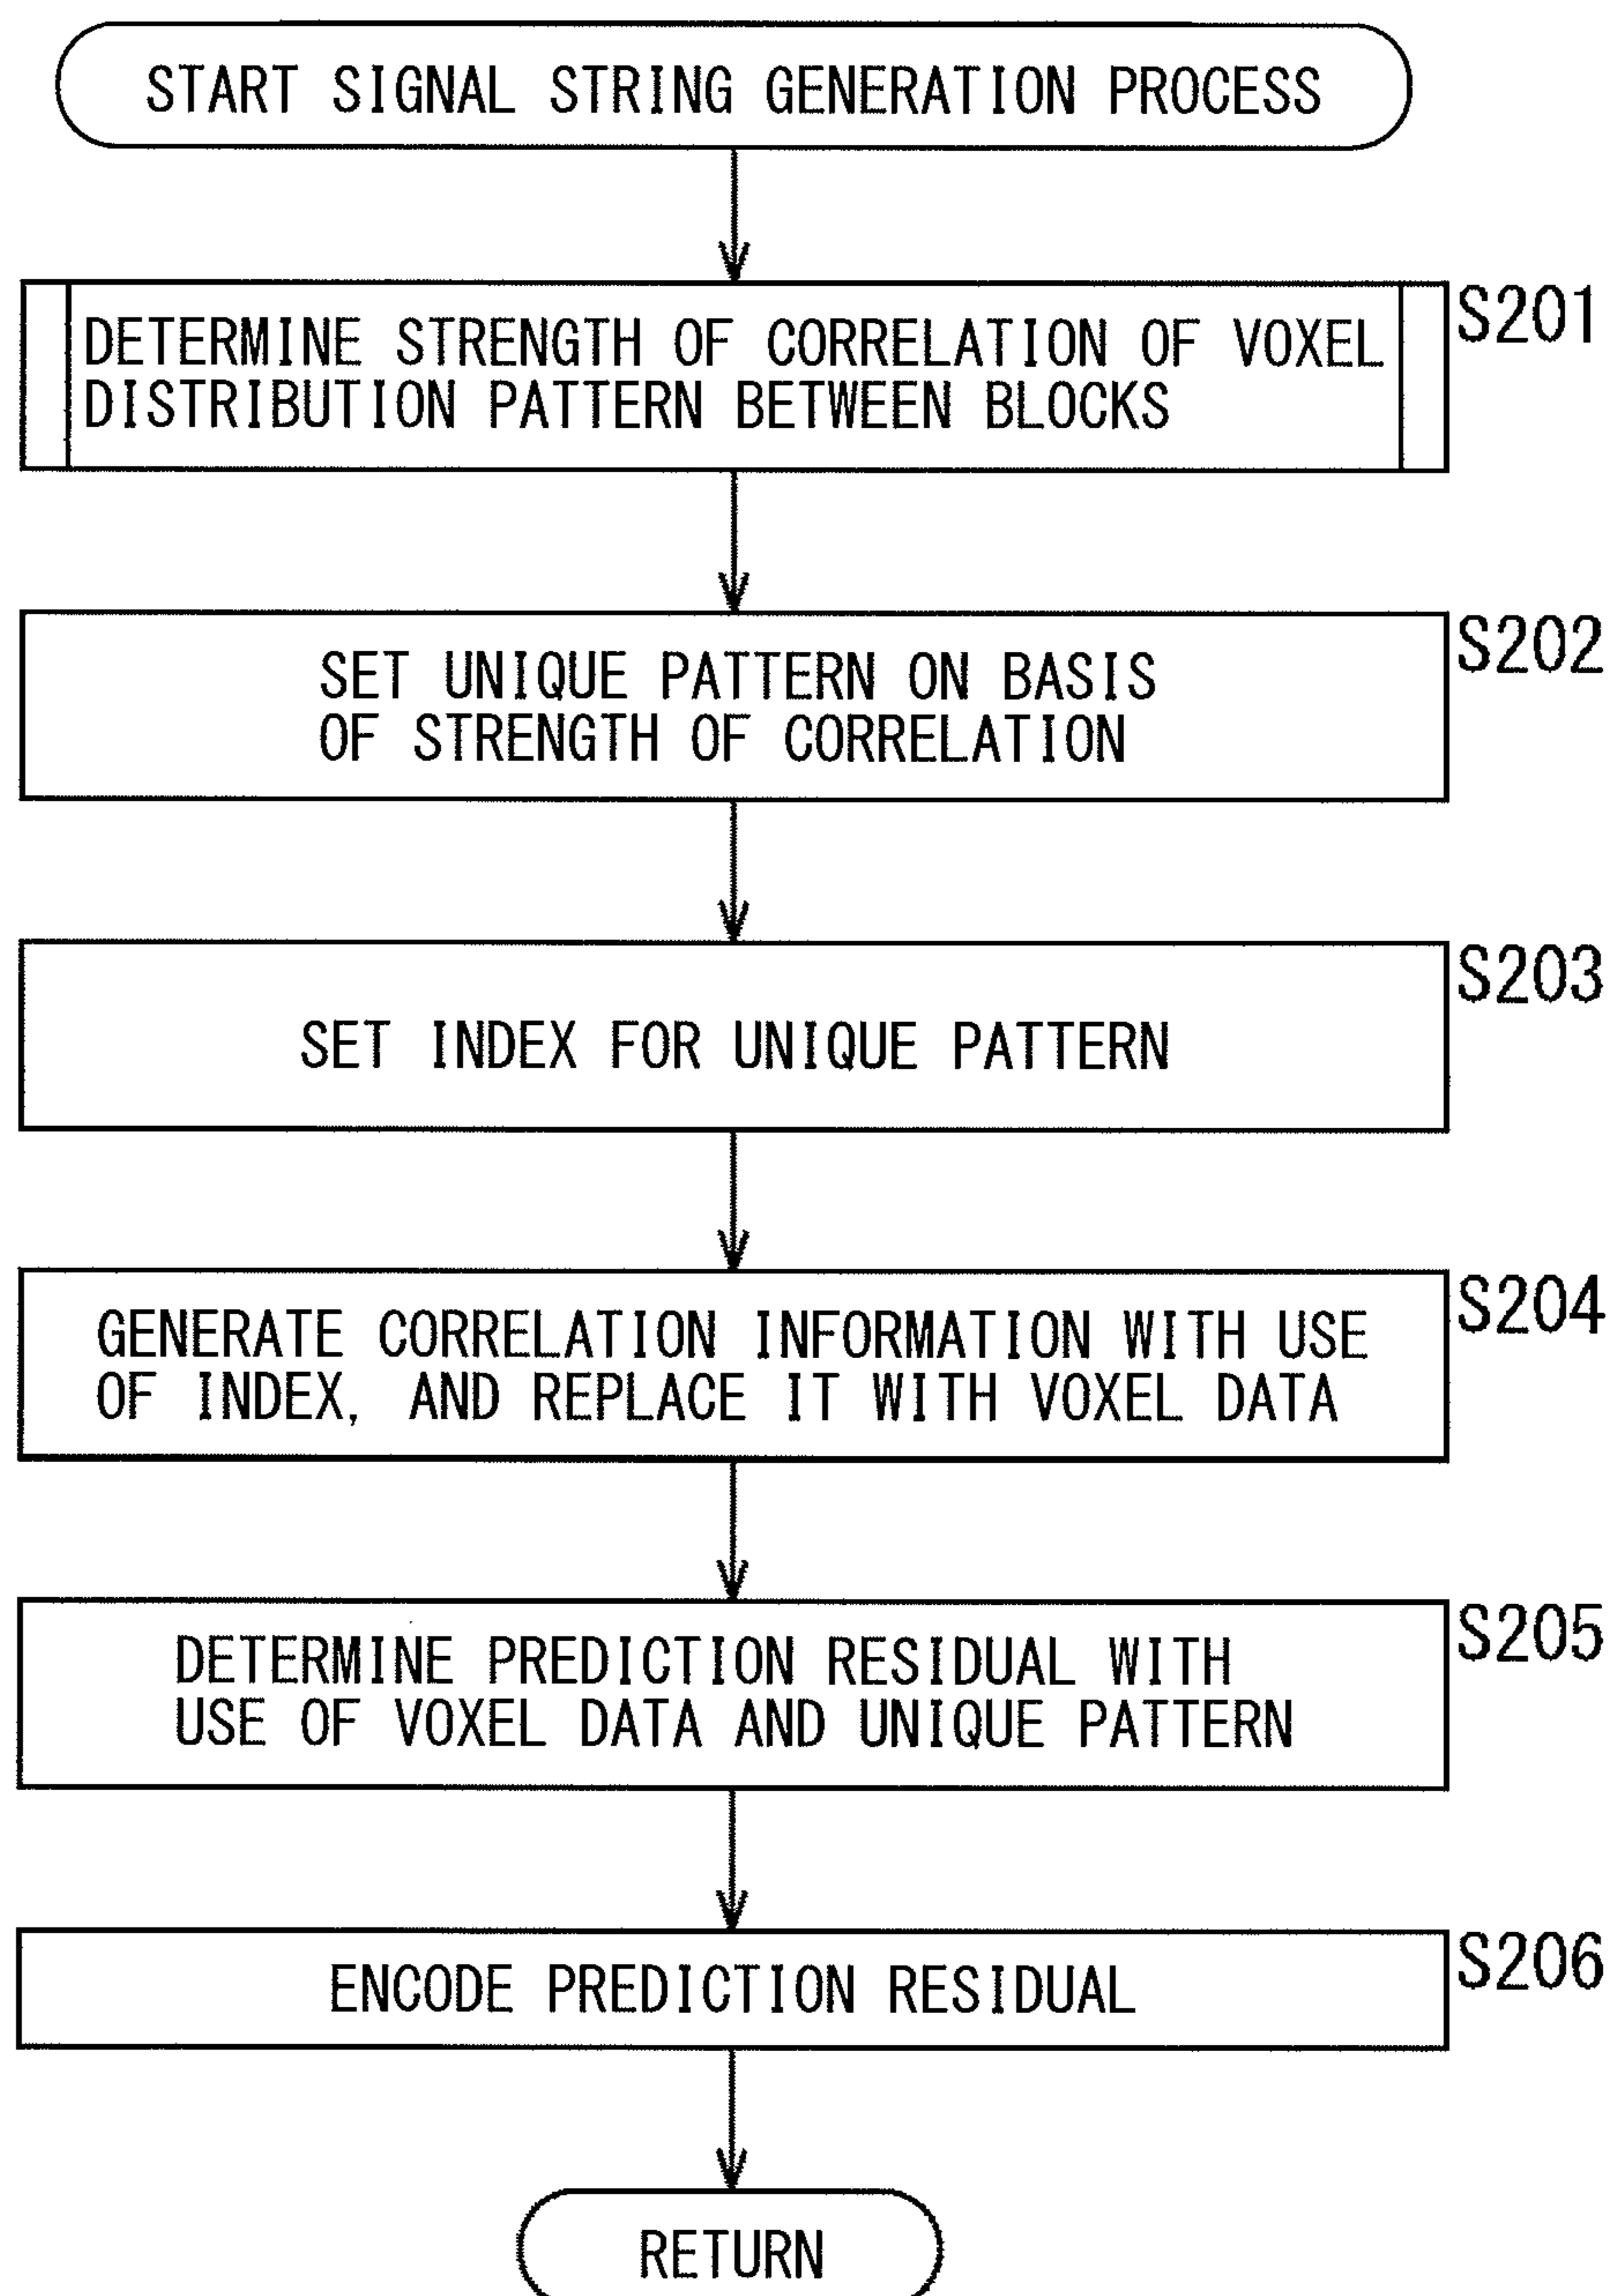 START SIGNAL STRING GENERATION PROCESS
DETERMINE STRENGTH OF CORRELATION OF VOXEL
DISTRIBUTION PATTERN BETWEEN BLOCKS
S201
SET UNIQUE PATTERN ON BASIS
OF STRENGTH OF CORRELATION
S202
SET INDEX FOR UNIQUE PATTERN
S203
GENERATE CORRELATION INFORMATION WITH USE
OF INDEX, AND REPLACE IT WITH VOXEL DATA
S204
DETERMINE PREDICTION RESIDUAL WITH
USE OF VOXEL DATA AND UNIQUE PATTERN
S205
ENCODE PREDICTION RESIDUAL
S206
RETURN